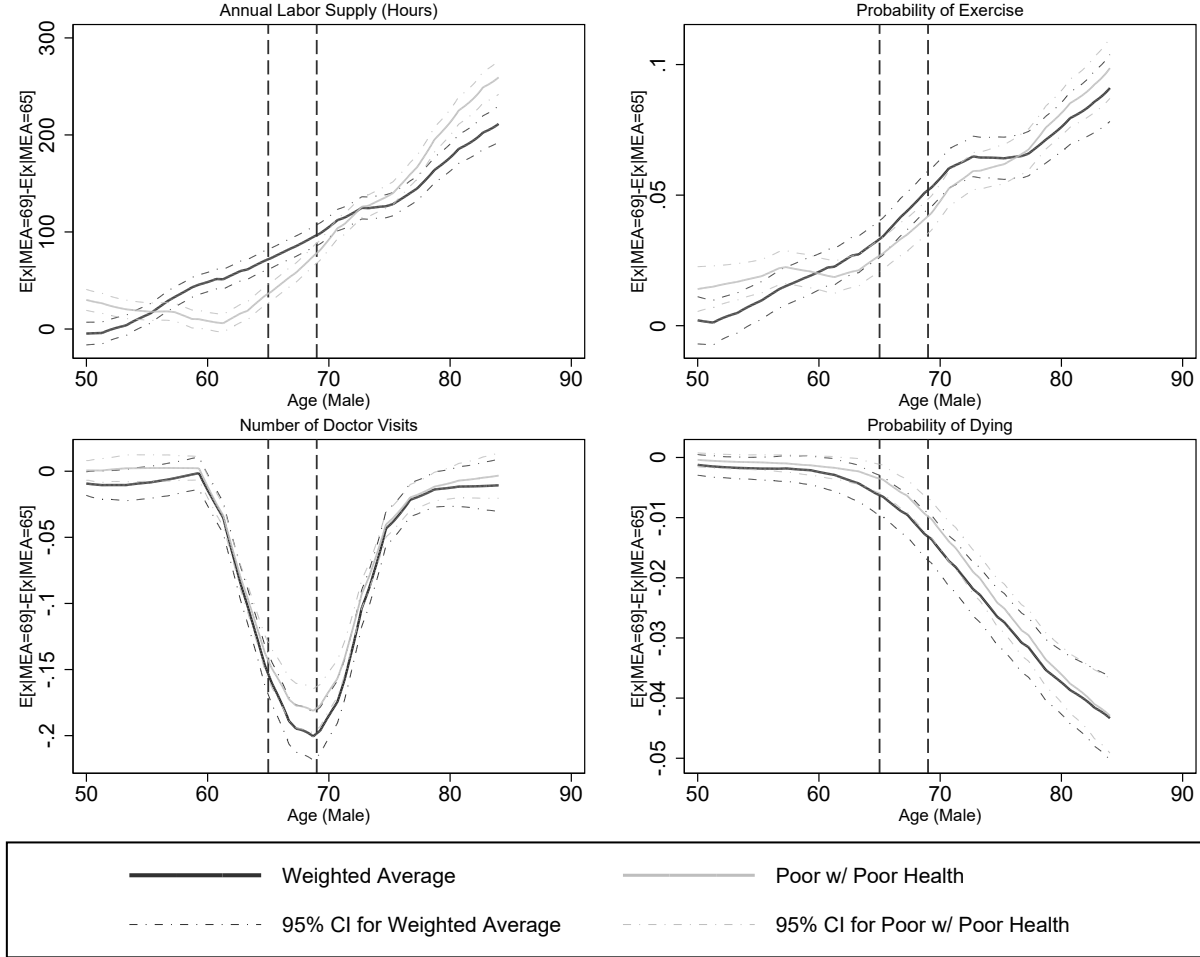 Annual Labor Supply (Hours)
E[x|MEA=69]-E[x|MEA=65]
300
200
100
0
50 60 70 80 90
Age (Male)
Probability of Exercise
E[x|MEA=69]-E[x|MEA=65]
.1
.05
0
50 60 70 80 90
Age (Male)
Number of Doctor Visits
E[x|MEA=69]-E[x|MEA=65]
0
-.05
-.1
-.15
-.2
50 60 70 80 90
Age (Male)
Probability of Dying
E[x|MEA=69]-E[x|MEA=65]
0
-.01
-.02
-.03
-.04
-.05
50 60 70 80 90
Age (Male)
Weighted Average
Poor w/ Poor Health
95% CI for Weighted Average
95% CI for Poor w/ Poor Health